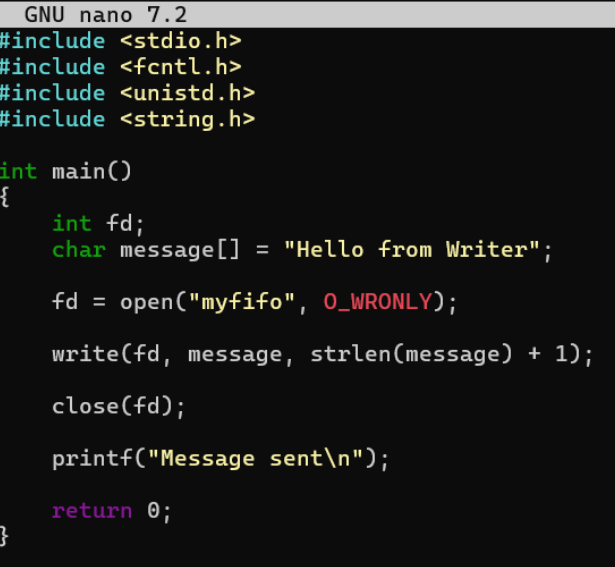 GNU nano 7.2
#include <stdio.h>
#include <fcntl.h>
#include <unistd.h>
#include <string.h>
int main()
{
int fd;
char message[] = "Hello from Writer";
fd = open("myfifo", O_WRONLY);
write(fd, message, strlen(message) + 1);
close(fd);
printf("Message sent\n");
return 0;
}